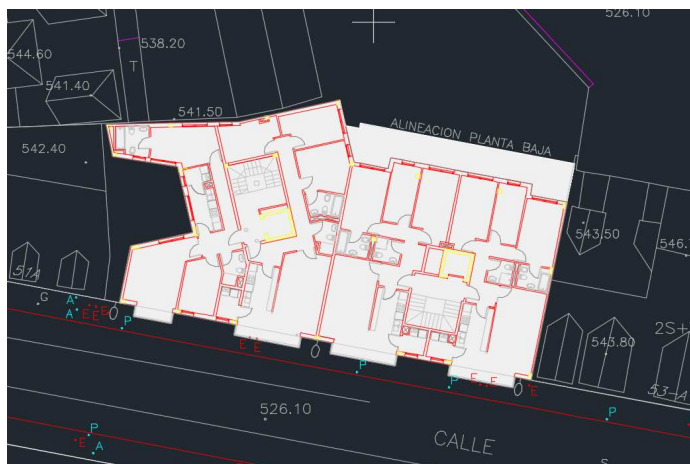 526.10
538.20
544.60
T
541.40
541.50
ALINEACION PLANTA BAJA
542.40
543.50
546.
51A
G
A
A
E
E
B
P
O
2S+
543.80
E
E
O
P
P
E
E
E
O
53-A
P
526.10
P
E
A
CALLE
S